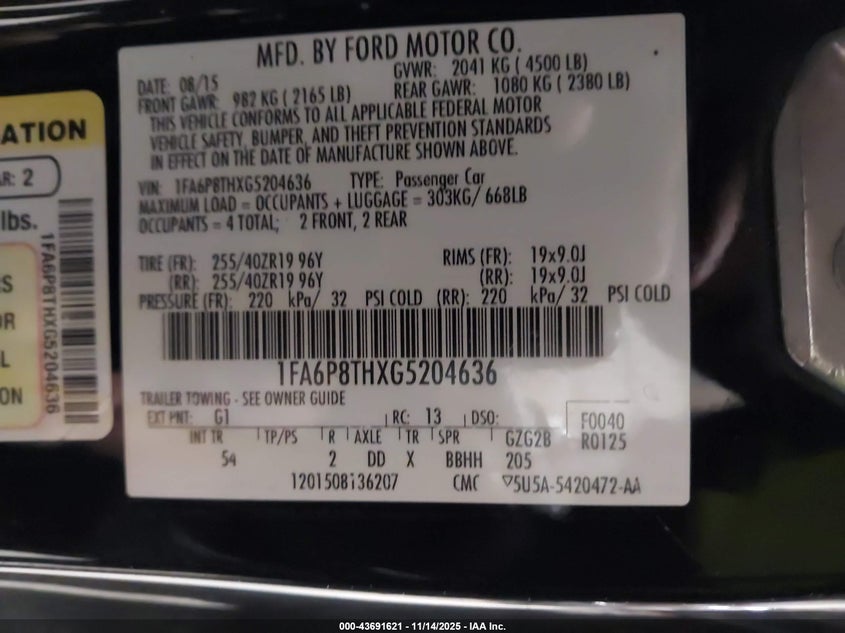 MFD. BY FORD MOTOR CO.
DATE: 08/15
GVWR: 2041 KG ( 4500 LB)
FRONT GAWR: 982 KG ( 2165 LB)
REAR GAWR: 1080 KG ( 2380 LB)
THIS VEHICLE CONFORMS TO ALL APPLICABLE FEDERAL MOTOR
VEHICLE SAFETY, BUMPER, AND THEFT PREVENTION STANDARDS
IN EFFECT ON THE DATE OF MANUFACTURE SHOWN ABOVE.
VIN: 1FA6P8THXG5204636 TYPE: Passenger Car
MAXIMUM LOAD = OCCUPANTS + LUGGAGE = 303KG/ 668LB
OCCUPANTS = 4 TOTAL; 2 FRONT, 2 REAR
TIRE (FR): 255/40ZR19 96Y RIMS (FR): 19x9.0J
(RR): 255/40ZR19 96Y (RR): 19x9.0J
PRESSURE (FR): 220 kPa/ 32 PSI COLD (RR): 220 kPa/ 32 PSI COLD
1FA6P8THXG5204636
TRAILER TOWING - SEE OWNER GUIDE
EXT PNT: G1 RC: 13 DSO: F0040
INT TR TP/PS R AXLE TR SPR GZG2B R0125
54 2 DD X BBHH 205
1201508136207 CMC 5U5A-5420472-AA
ATION
AR: 2
lbs.
1FA6P8THXG5204636
S
OR
L
ON
000-43691621 - 11/14/2025 - IAA Inc.